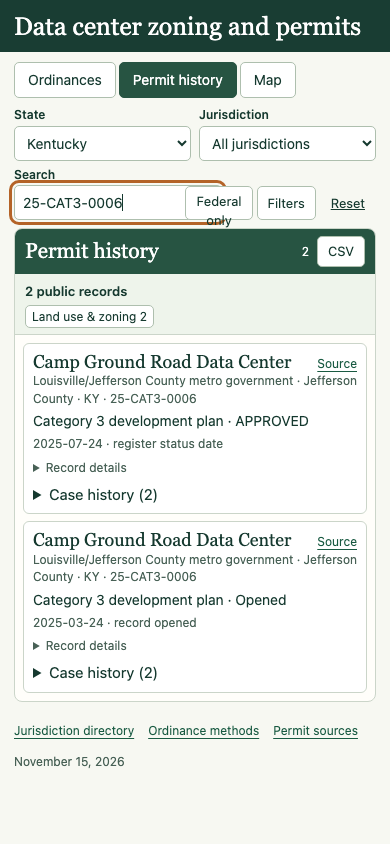 Data center zoning and permits
Ordinances
Permit history
Map
State
Jurisdiction
Kentucky
All jurisdictions
Search
25-CAT3-0006
Federal
only
Filters
Reset
Permit history
2
CSV
2 public records
Land use & zoning 2
Camp Ground Road Data Center
Source
Louisville/Jefferson County metro government · Jefferson
County · KY · 25-CAT3-0006
Category 3 development plan · APPROVED
2025-07-24 · register status date
Record details
Case history (2)
Camp Ground Road Data Center
Source
Louisville/Jefferson County metro government · Jefferson
County · KY · 25-CAT3-0006
Category 3 development plan · Opened
2025-03-24 · record opened
Record details
Case history (2)
Jurisdiction directory
Ordinance methods
Permit sources
November 15, 2026